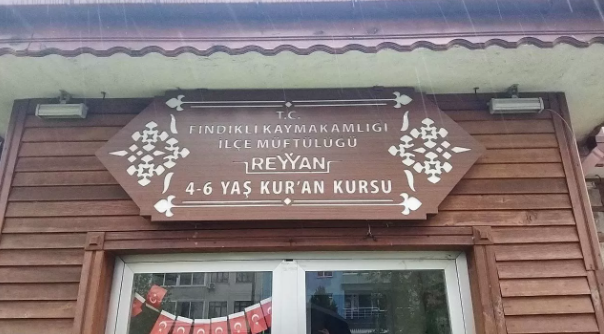 T.C.
FINDIKLI KAYMAKAMLIĞI
İLÇE MÜFTÜLÜĞÜ
REYYAN
4-6 YAŞ KUR'AN KURSU